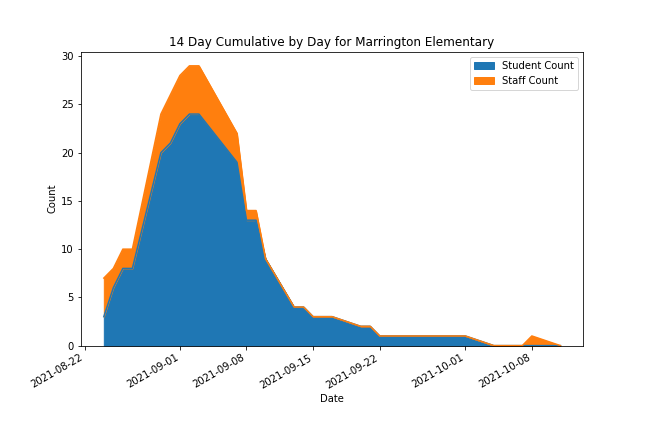 14 Day Cumulative by Day for Marrington Elementary
30
25
20
15
10
5
0
Count
Student Count
Staff Count
2021-08-22
2021-09-01
2021-09-08
2021-09-15
2021-09-22
2021-10-01
2021-10-08
Date